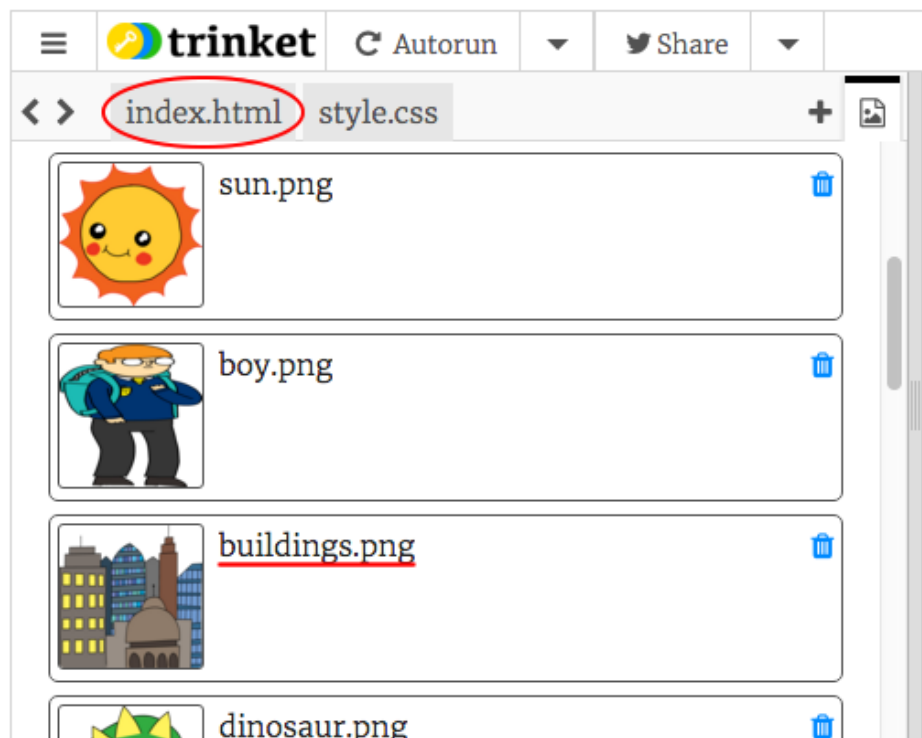 trinket Autorun Share
index.html style.css
sun.png
boy.png
buildings.png
dinosaur.png